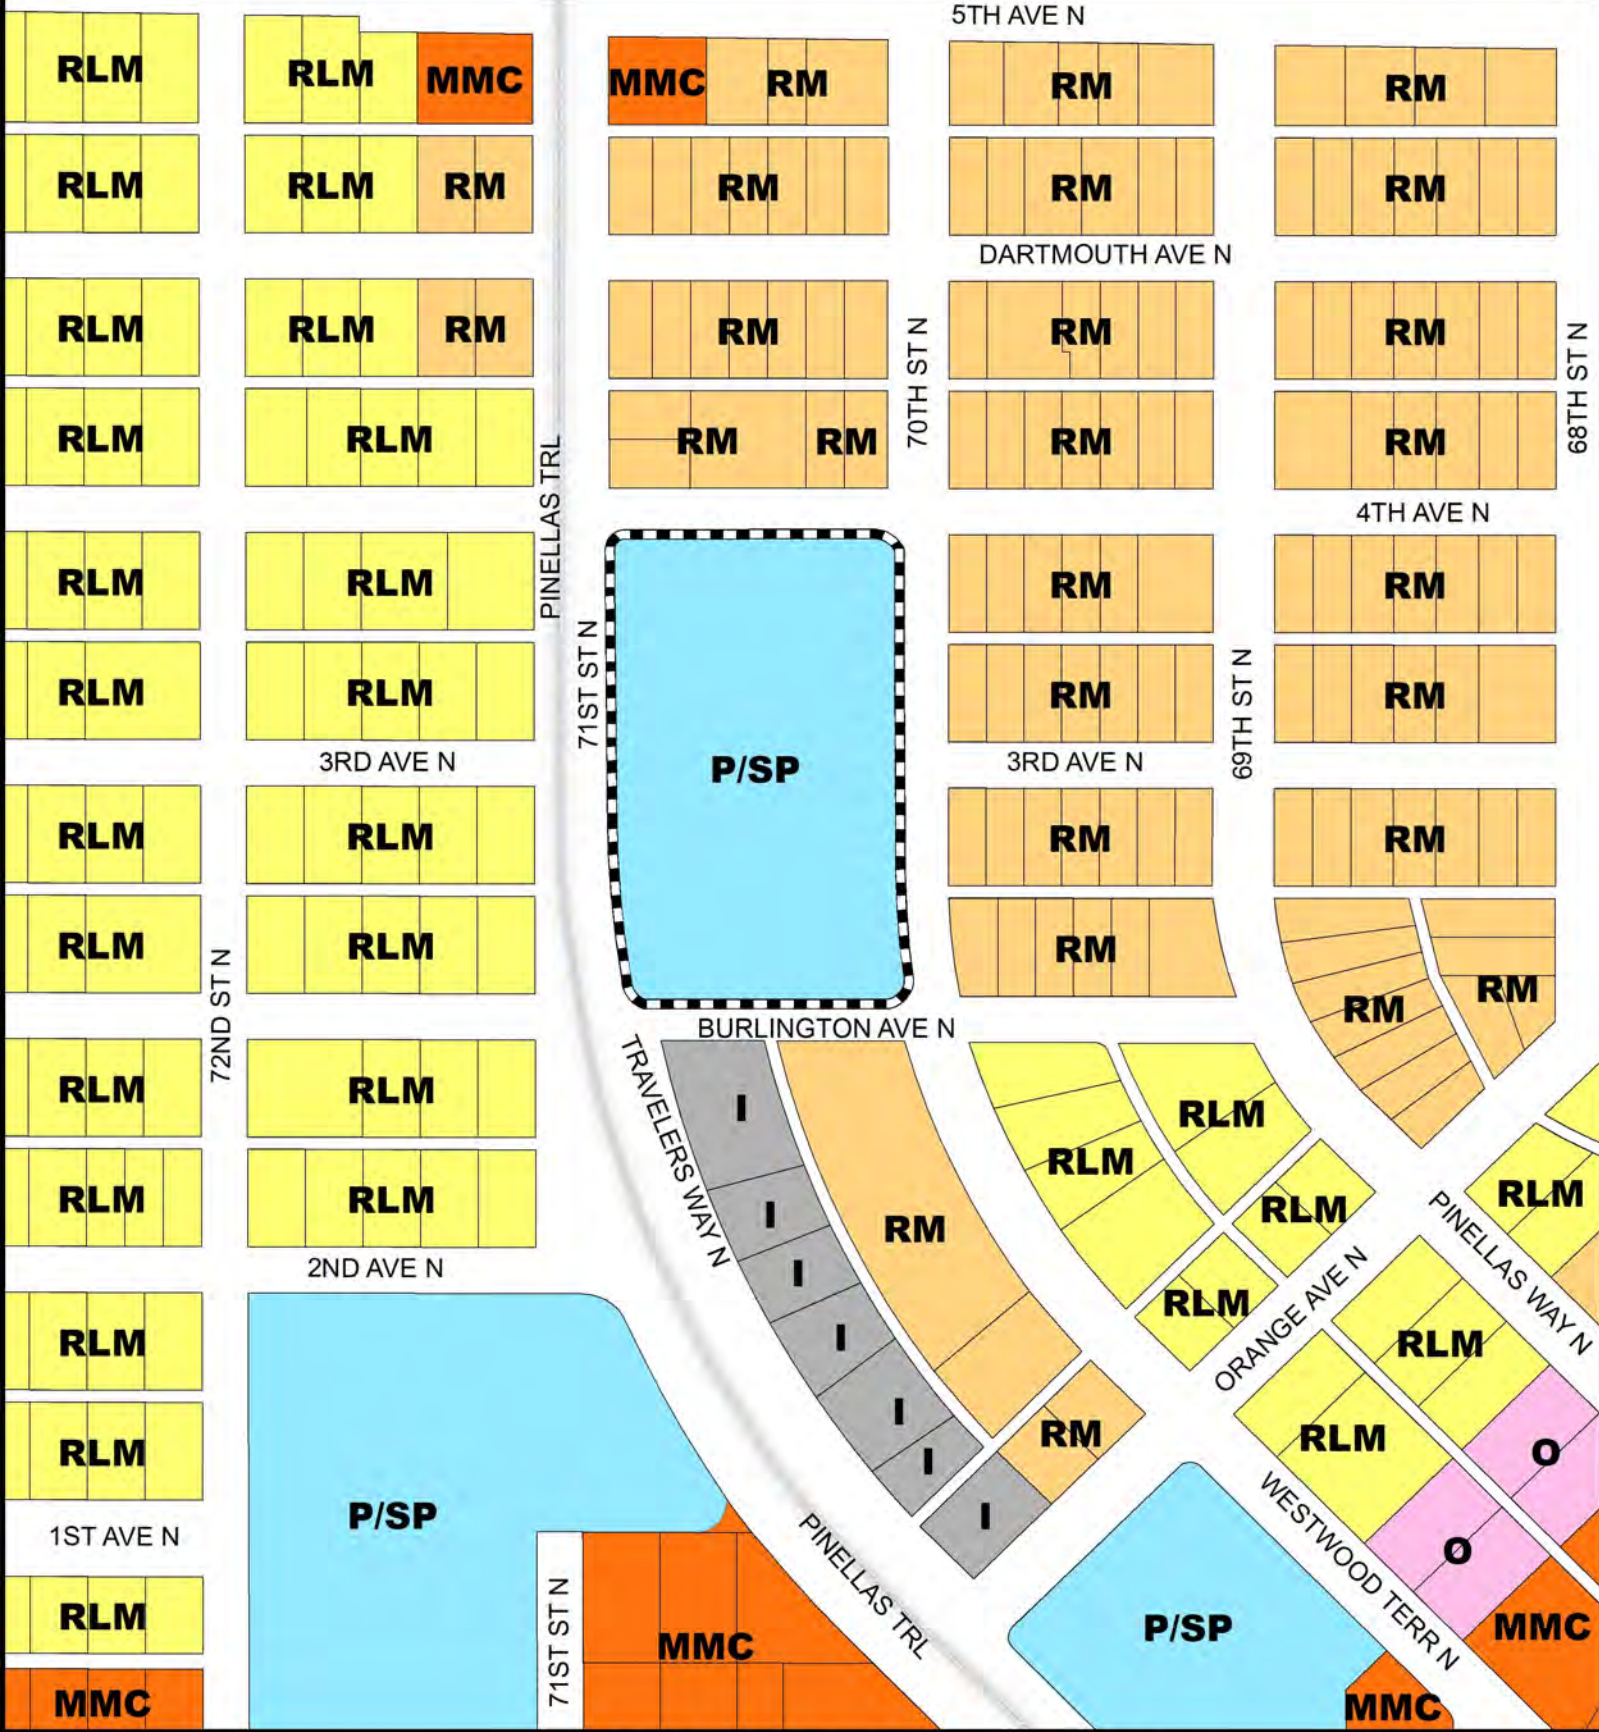 5TH AVE N
RLM
RLM
MMC
MMC
RM
RM
RM
RLM
RLM
RM
RM
RM
RM
DARTMOUTH AVE N
RLM
RLM
RM
RM
RM
RM
70TH ST N
68TH ST N
RLM
RLM
RM
RM
RM
RM
PINELLAS TRL
4TH AVE N
RLM
RLM
RM
RM
71ST ST N
RLM
RLM
RM
RM
69TH ST N
3RD AVE N
P/SP
3RD AVE N
RLM
RLM
RM
RM
RLM
RLM
RM
RM
RM
72ND ST N
BURLINGTON AVE N
TRAVELERS WAY N
RLM
RLM
I
RLM
RLM
RLM
RLM
I
RM
RLM
RLM
PINELLAS WAY N
2ND AVE N
I
RLM
ORANGE AVE N
RLM
I
RLM
I
RM
RLM
O
RLM
I
P/SP
I
WESTWOOD TERR N
1ST AVE N
O
PINELLAS TRL
RLM
71ST ST N
MMC
P/SP
MMC
MMC
MMC